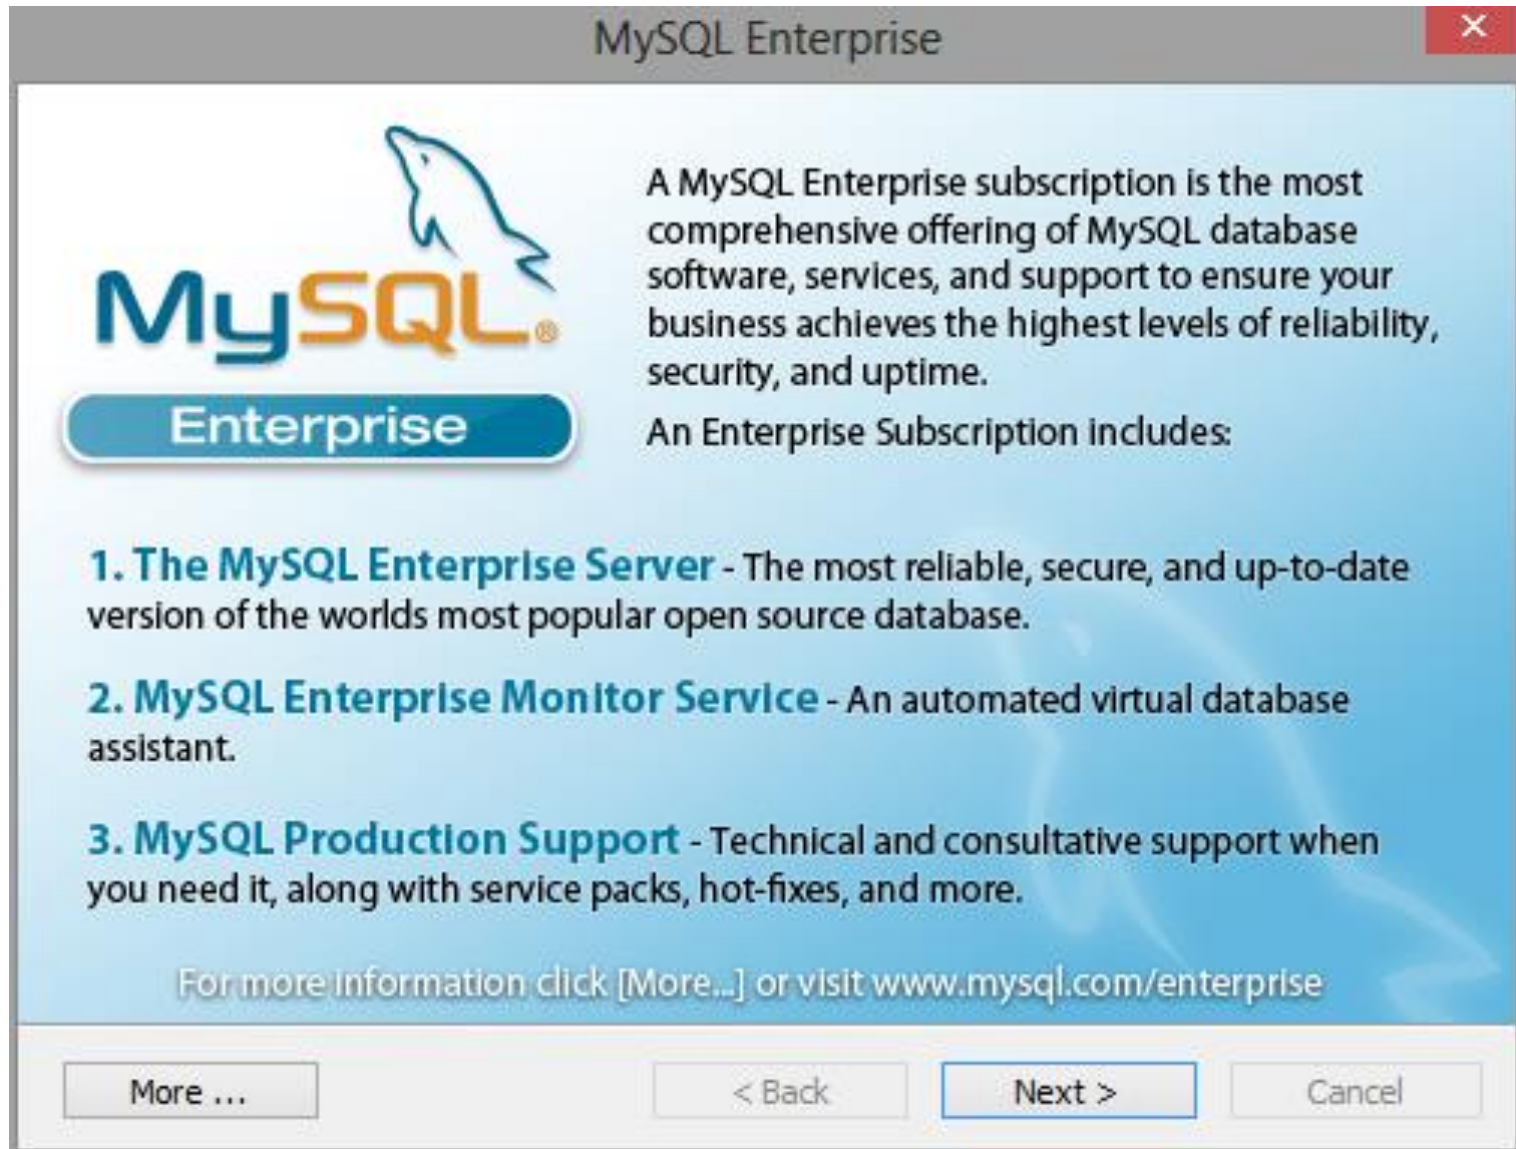 MySQL Enterprise
MySQL®
Enterprise
A MySQL Enterprise subscription is the most
comprehensive offering of MySQL database
software, services, and support to ensure your
business achieves the highest levels of reliability,
security, and uptime.
An Enterprise Subscription includes:
1. The MySQL Enterprise Server - The most reliable, secure, and up-to-date
version of the worlds most popular open source database.
2. MySQL Enterprise Monitor Service - An automated virtual database
assistant.
3. MySQL Production Support - Technical and consultative support when
you need it, along with service packs, hot-fixes, and more.
For more information click [More...] or visit www.mysql.com/enterprise
More ...
< Back
Next >
Cancel